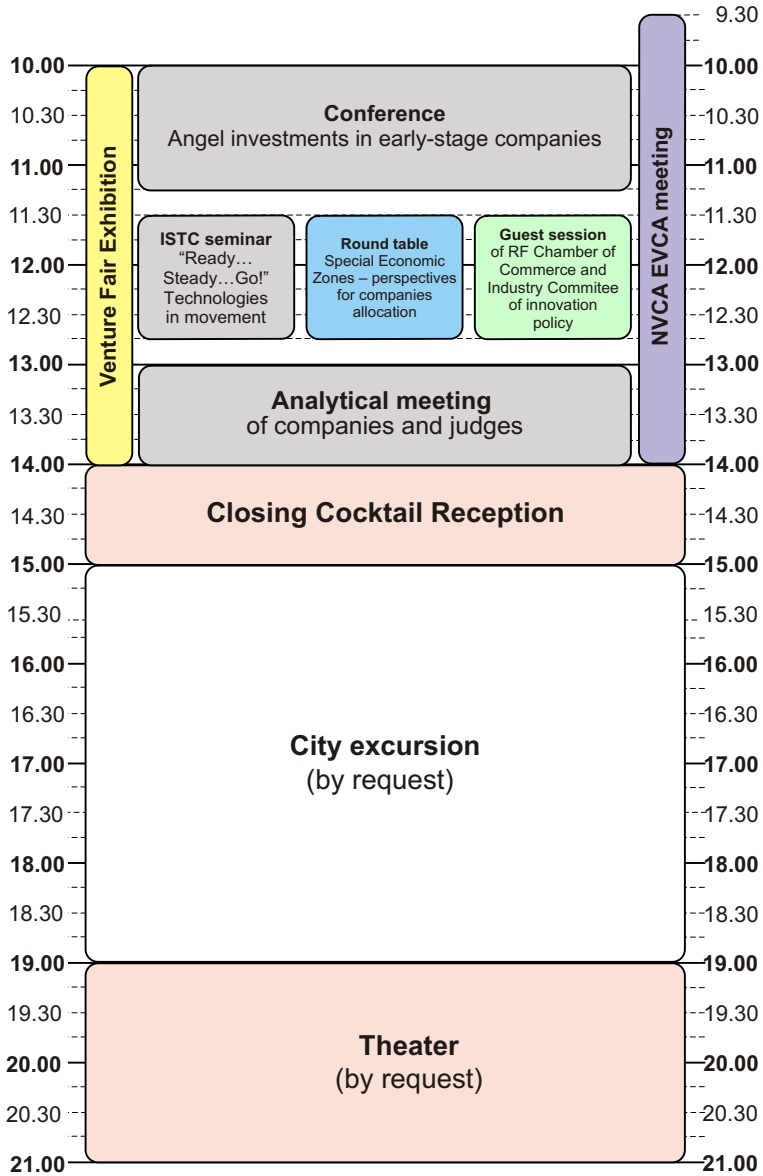 9.30
10.00
10.30
11.00
11.30
12.00
12.30
13.00
13.30
14.00
14.30
15.00
15.30
16.00
16.30
17.00
17.30
18.00
18.30
19.00
19.30
20.00
20.30
21.00
Venture Fair Exhibition
Conference
Angel investments in early-stage companies
ISTC seminar
“Ready…
Steady…Go!”
Technologies
in movement
Round table
Special Economic
Zones – perspectives
for companies
allocation
Guest session
of RF Chamber of
Commerce and
Industry Commitee
of innovation
policy
Analytical meeting
of companies and judges
NVCA EVCA meeting
Closing Cocktail Reception
City excursion
(by request)
Theater
(by request)
10.00
10.30
11.00
11.30
12.00
12.30
13.00
13.30
14.00
14.30
15.00
15.30
16.00
16.30
17.00
17.30
18.00
18.30
19.00
19.30
20.00
20.30
21.00